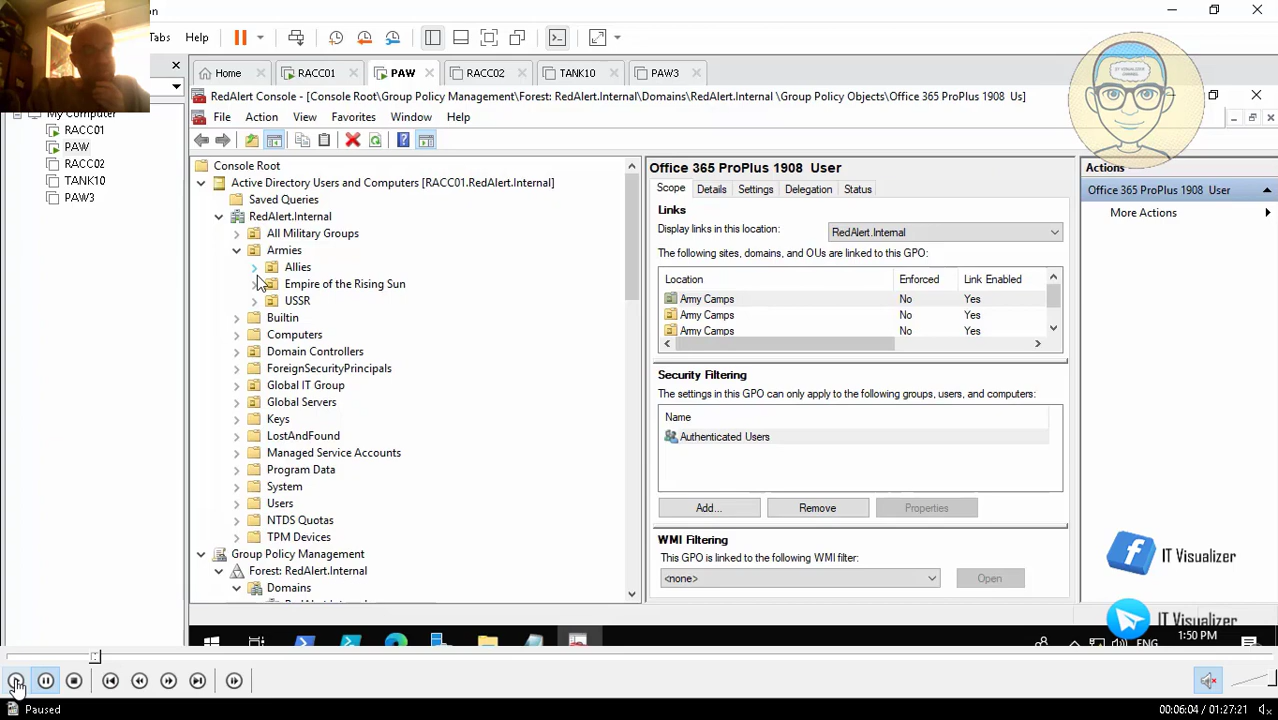 on
Tabs Help
Home RACC01 PAW RACC02 TANK10 PAW3
RedAlert Console - [Console Root\Group Policy Management\Forest: RedAlert.Internal\Domains\RedAlert.Internal \Group Policy Objects\Office 365 ProPlus 1908 Us]
IT VISUALIZER
CHANNEL
File Action View Favorites Window Help
My Computer
RACC01
PAW
RACC02
TANK10
PAW3
Console Root
Active Directory Users and Computers [RACC01.RedAlert.Internal]
Saved Queries
RedAlert.Internal
All Military Groups
Armies
Allies
Empire of the Rising Sun
USSR
Builtin
Computers
Domain Controllers
ForeignSecurityPrincipals
Global IT Group
Global Servers
Keys
LostAndFound
Managed Service Accounts
Program Data
System
Users
NTDS Quotas
TPM Devices
Group Policy Management
Forest: RedAlert.Internal
Domains
Office 365 ProPlus 1908 User
Scope Details Settings Delegation Status
Links
Display links in this location: RedAlert.Internal
The following sites, domains, and OUs are linked to this GPO:
Location Enforced Link Enabled
Army Camps No Yes
Army Camps No Yes
Army Camps No Yes
Security Filtering
The settings in this GPO can only apply to the following groups, users, and computers:
Name
Authenticated Users
Add... Remove Properties
WMI Filtering
This GPO is linked to the following WMI filter:
<none> Open
Actions
Office 365 ProPlus 1908 User
More Actions
f IT Visualizer
IT Visualizer
ENG 1:50 PM
Paused 00:06:04 / 01:27:21